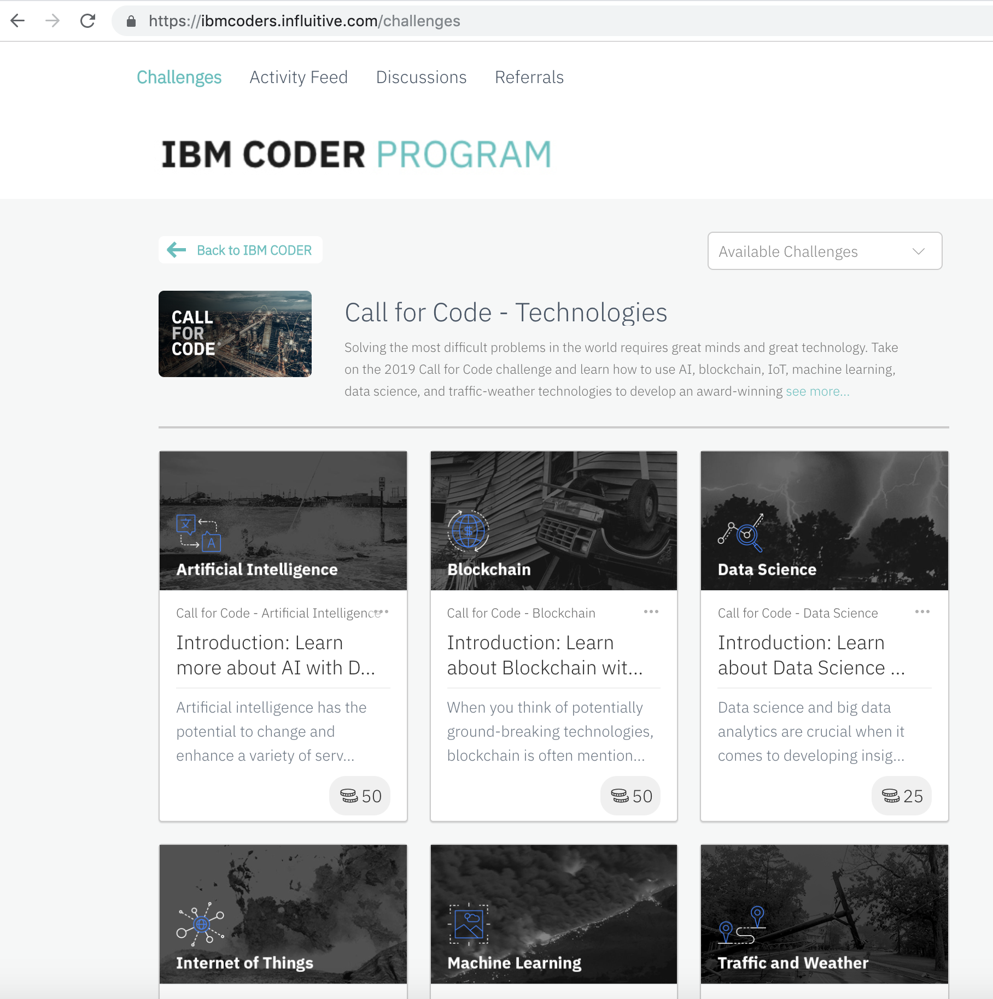 https://ibmcoders.influitive.com/challenges
Challenges Activity Feed Discussions Referrals
IBM CODER PROGRAM
Back to IBM CODER
Available Challenges
CALL
FOR
CODE®
Call for Code - Technologies
Solving the most difficult problems in the world requires great minds and great technology. Take
on the 2019 Call for Code challenge and learn how to use AI, blockchain, IoT, machine learning,
data science, and traffic-weather technologies to develop an award-winning see more...
文
A
Artificial Intelligence
Call for Code - Artificial Intelligence
Introduction: Learn
more about AI with D...
Artificial intelligence has the
potential to change and
enhance a variety of serv...
50
$
Blockchain
Call for Code - Blockchain
Introduction: Learn
about Blockchain wit...
When you think of potentially
ground-breaking technologies,
blockchain is often mention...
50
Data Science
Call for Code - Data Science
Introduction: Learn
about Data Science ...
Data science and big data
analytics are crucial when it
comes to developing insig...
25
Internet of Things
Machine Learning
Traffic and Weather